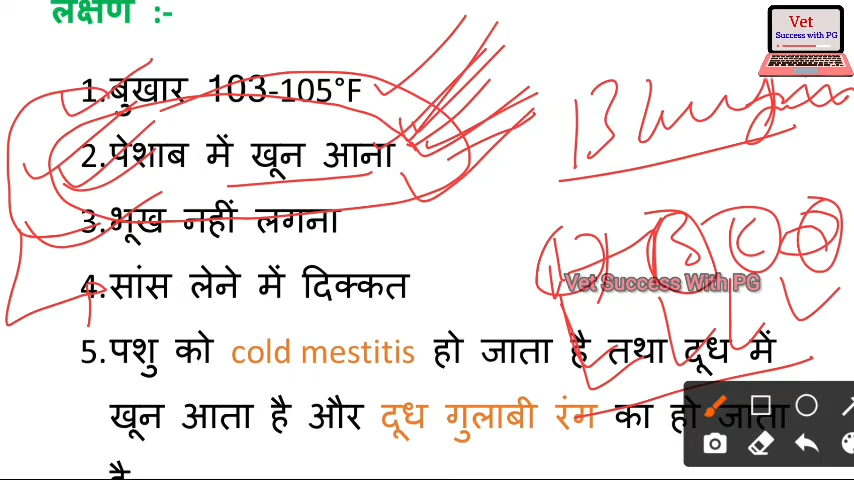 लक्षण :-
Vet
Success with PG
1.बुखार 103-105°F
2.पेशाब में खून आना
3.भूख नहीं लगना
4.सांस लेने में दिक्कत
Vet Success With PG
5.पशु को cold mestitis हो जाता है तथा दूध में
खून आता है और दूध गुलाबी रंग का हो जाता
है